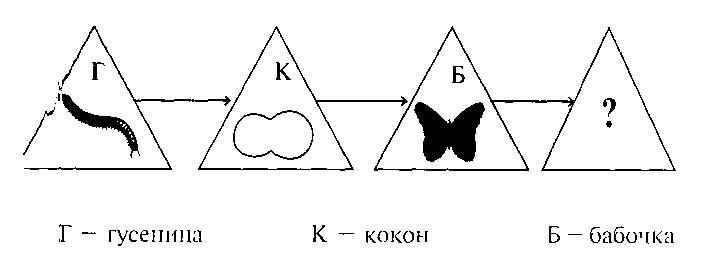 Г К Б ?
Г – гусеница К – кокон Б – бабочка